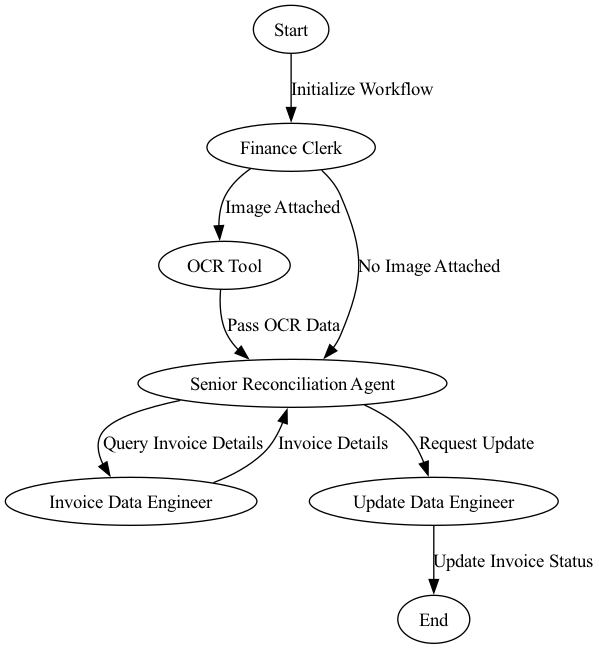 Start
Initialize Workflow
Finance Clerk
Image Attached
OCR Tool
No Image Attached
Pass OCR Data
Senior Reconciliation Agent
Query Invoice Details
Invoice Details
Request Update
Invoice Data Engineer
Update Data Engineer
Update Invoice Status
End